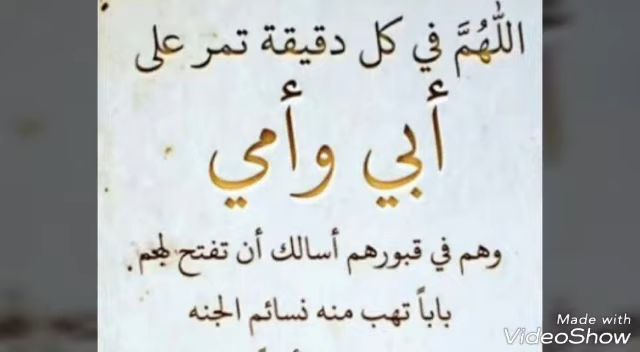 اللَّهُمَّ في كل دقيقة تمر على
أبي وأمي
وهم في قبورهم أسالك أن تفتح لهم
باباً تهب منه نسائم الجنه
Made with
VideoShow